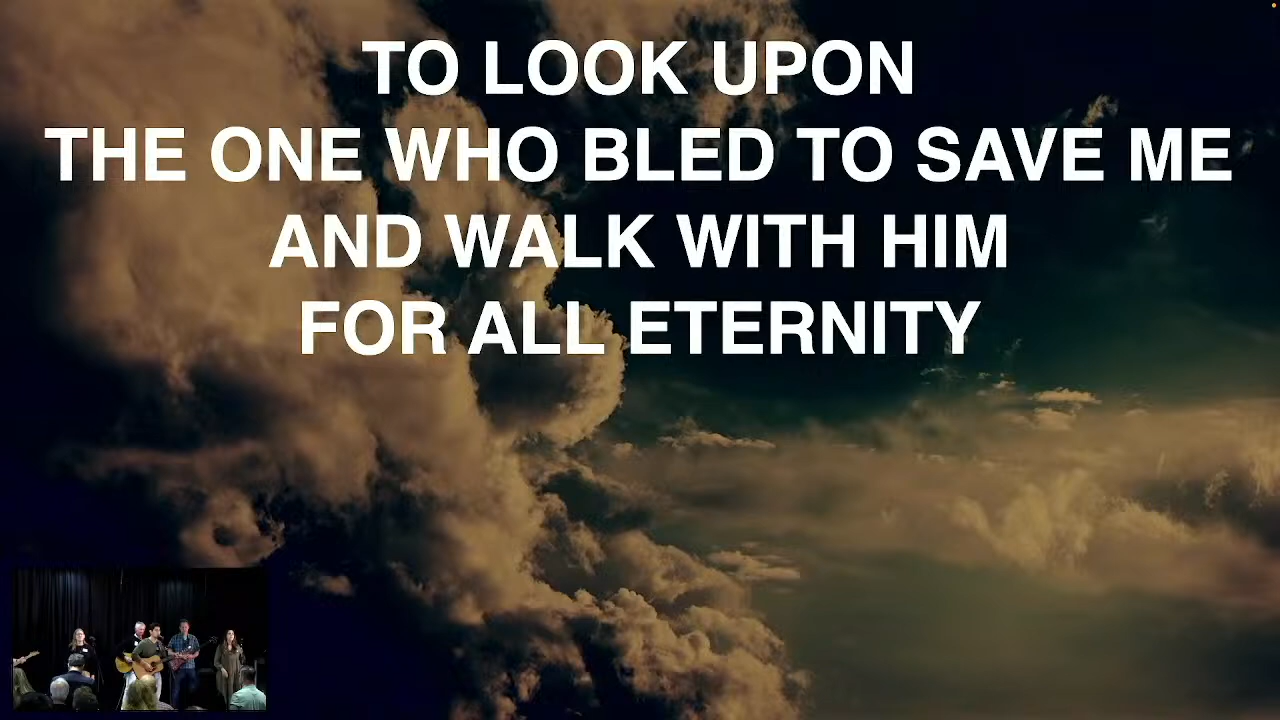 TO LOOK UPON
THE ONE WHO BLED TO SAVE ME
AND WALK WITH HIM
FOR ALL ETERNITY